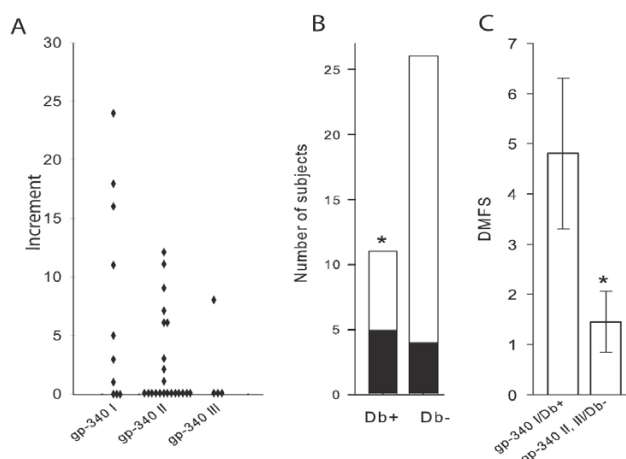 A
Increment
30
25
20
15
10
5
0
gp-340 I
gp-340 II
gp-340 III
B
Number of subjects
25
20
15
10
5
0
*
Db+
Db-
C
DMFS
7
6
5
4
3
2
1
0
*
gp-340 I/Db+
gp-340 II, III/Db-